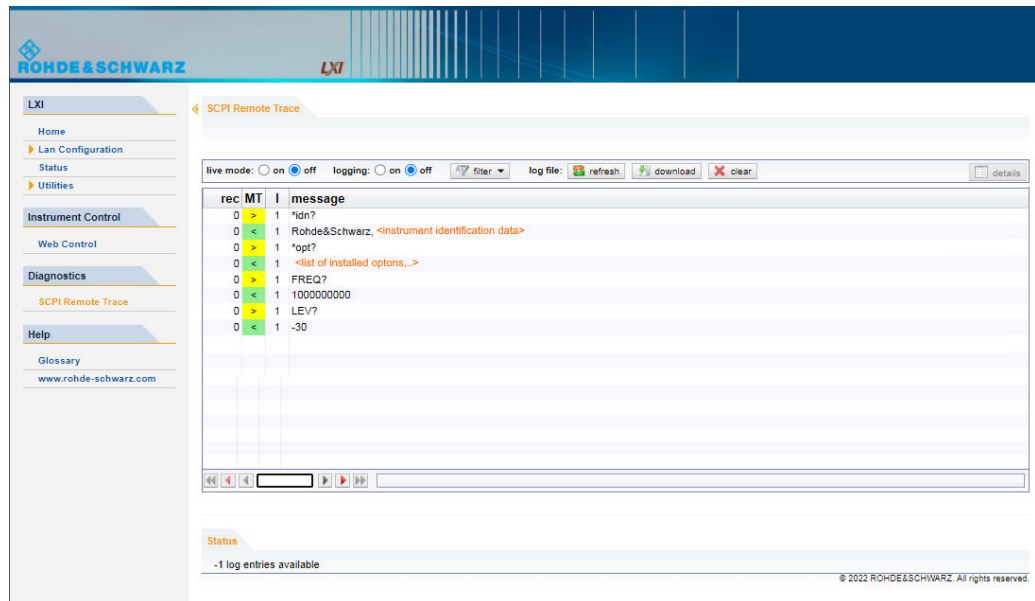 ROHDE&SCHWARZ
LXI
LXI
Home
Lan Configuration
Status
Utilities
Instrument Control
Web Control
Diagnostics
SCPI Remote Trace
Help
Glossary
www.rohde-schwarz.com
SCPI Remote Trace
live mode: on off logging: on off filter log file: refresh download clear details
rec MT I message
0 > 1 *idn?
0 < 1 Rohde&Schwarz, <instrument identification data>
0 > 1 *opt?
0 < 1 <list of installed optons,..>
0 > 1 FREQ?
0 < 1 1000000000
0 > 1 LEV?
0 < 1 -30
Status
-1 log entries available
© 2022 ROHDE&SCHWARZ. All rights reserved.